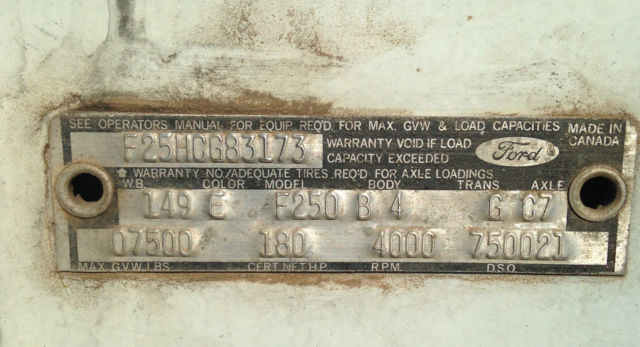 SEE OPERATORS MANUAL FOR EQUIP REQ'D. FOR MAX. GVW & LOAD CAPACITIES MADE IN CANADA
F25HCG83173 WARRANTY VOID IF LOAD CAPACITY EXCEEDED Ford
WARRANTY NO./ADEQUATE TIRES REQ'D FOR AXLE LOADINGS
WB COLOR MODEL BODY TRANS AXLE
149 E F250 B 4 G C7
07500 180 4000 750021
MAX. GVW LBS CERT. NET H.P. R.P.M. D.S.O.